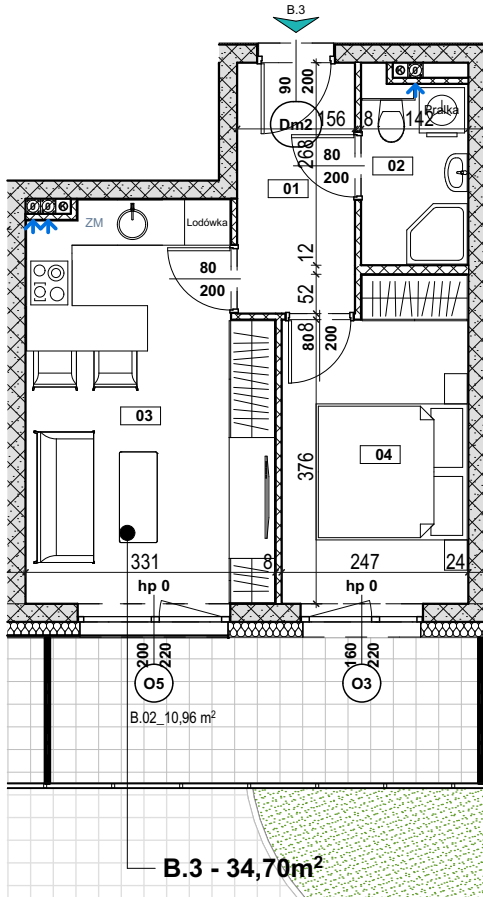 B.3
90
200
Dm2
156
8
142
Pralka
268
80
200
02
01
ZM
Lodówka
80
200
12
52
8
80
200
03
04
376
331
8
247
24
hp 0
hp 0
200
220
160
220
O5
O3
B.02_10,96 m²
B.3 - 34,70m²